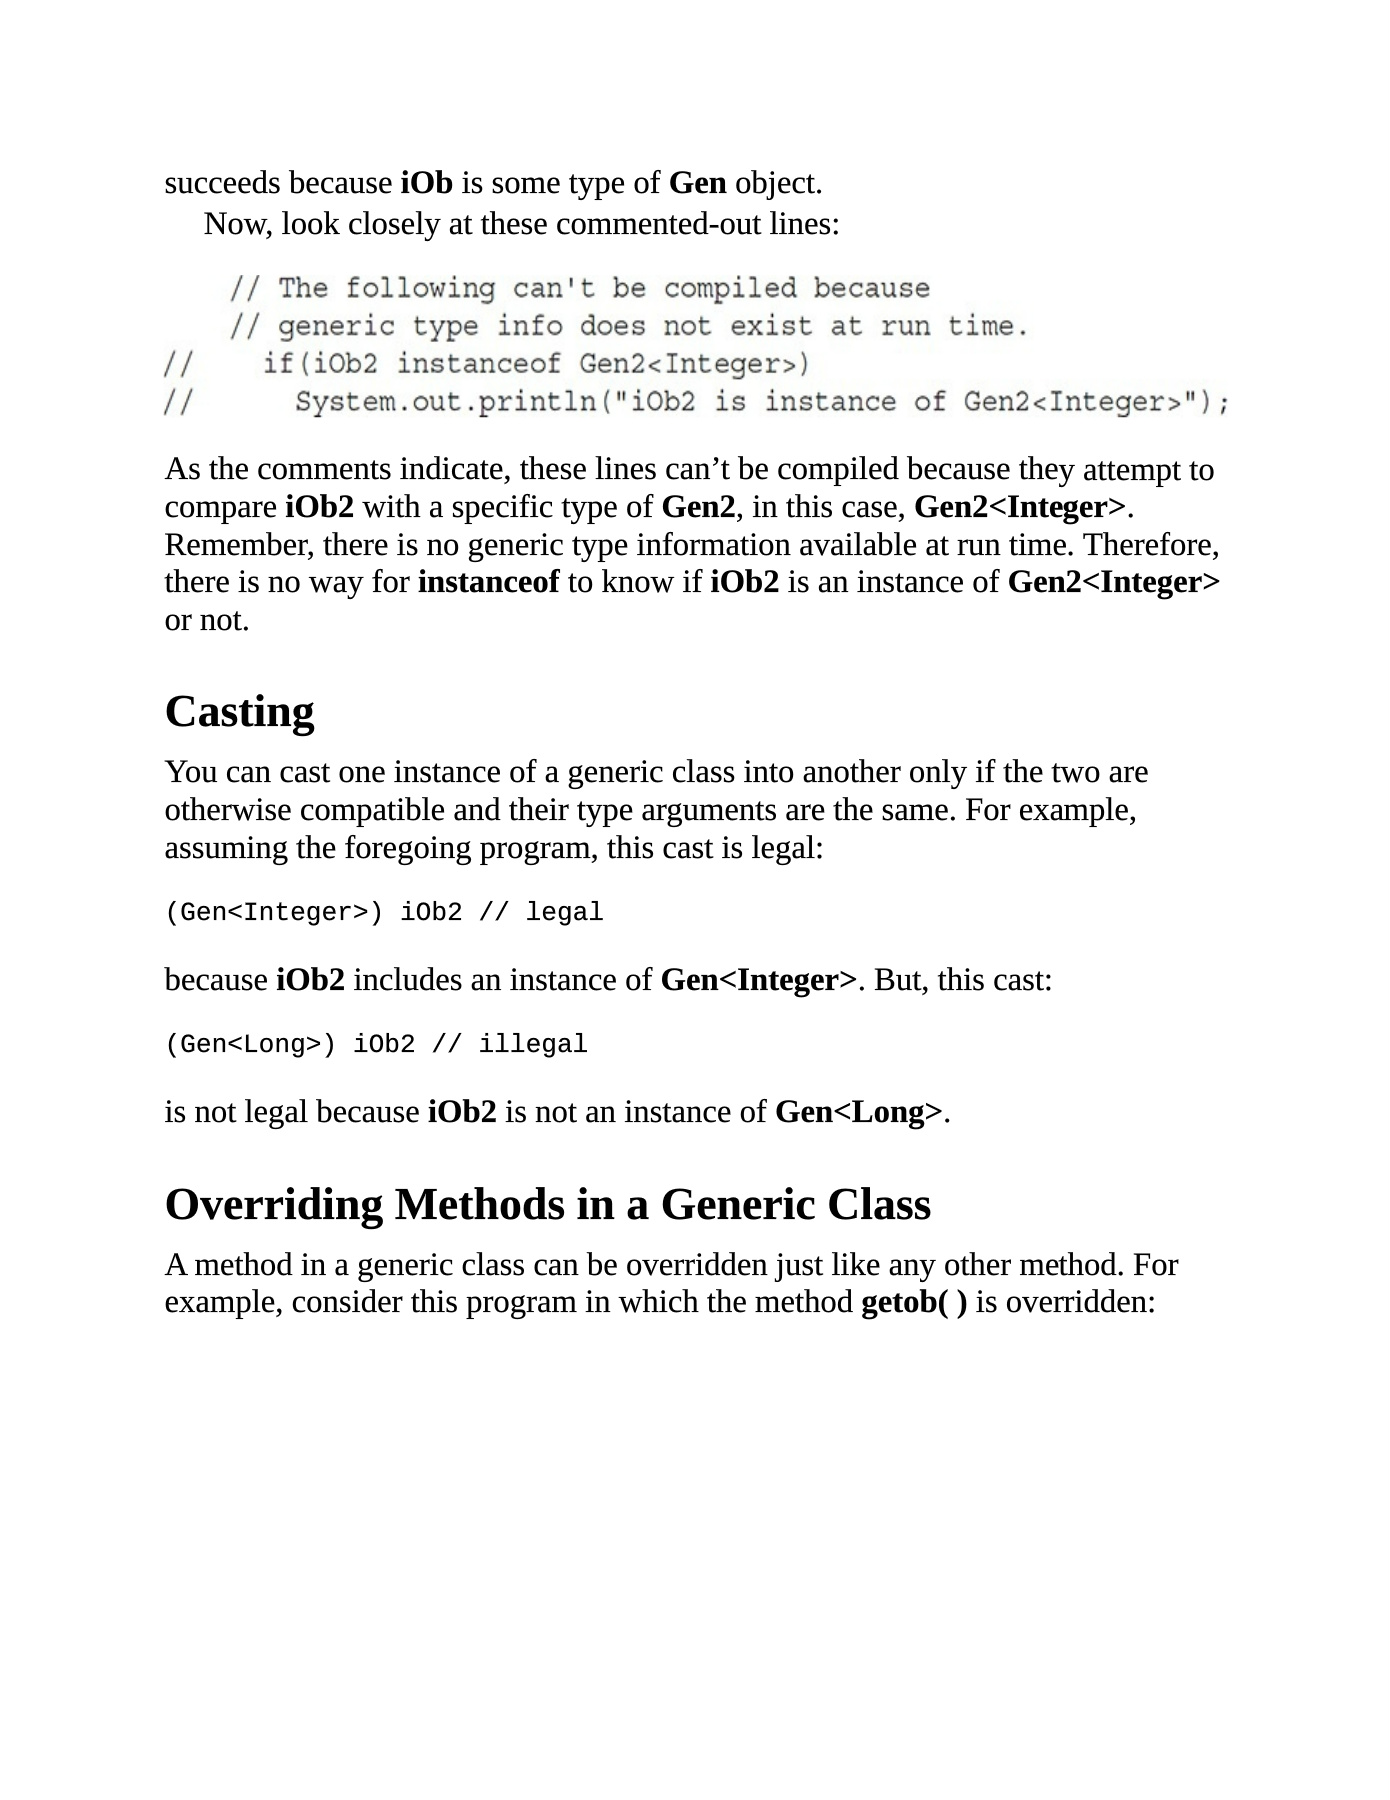 succeeds because iOb is some type of Gen object.
Now, look closely at these commented-out lines:
// The following can't be compiled because
// generic type info does not exist at run time.
// if(iOb2 instanceof Gen2<Integer>)
// System.out.println("iOb2 is instance of Gen2<Integer>");
As the comments indicate, these lines can’t be compiled because they attempt to
compare iOb2 with a specific type of Gen2, in this case, Gen2<Integer>.
Remember, there is no generic type information available at run time. Therefore,
there is no way for instanceof to know if iOb2 is an instance of Gen2<Integer>
or not.
Casting
You can cast one instance of a generic class into another only if the two are
otherwise compatible and their type arguments are the same. For example,
assuming the foregoing program, this cast is legal:
(Gen<Integer>) iOb2 // legal
because iOb2 includes an instance of Gen<Integer>. But, this cast:
(Gen<Long>) iOb2 // illegal
is not legal because iOb2 is not an instance of Gen<Long>.
Overriding Methods in a Generic Class
A method in a generic class can be overridden just like any other method. For
example, consider this program in which the method getob( ) is overridden: